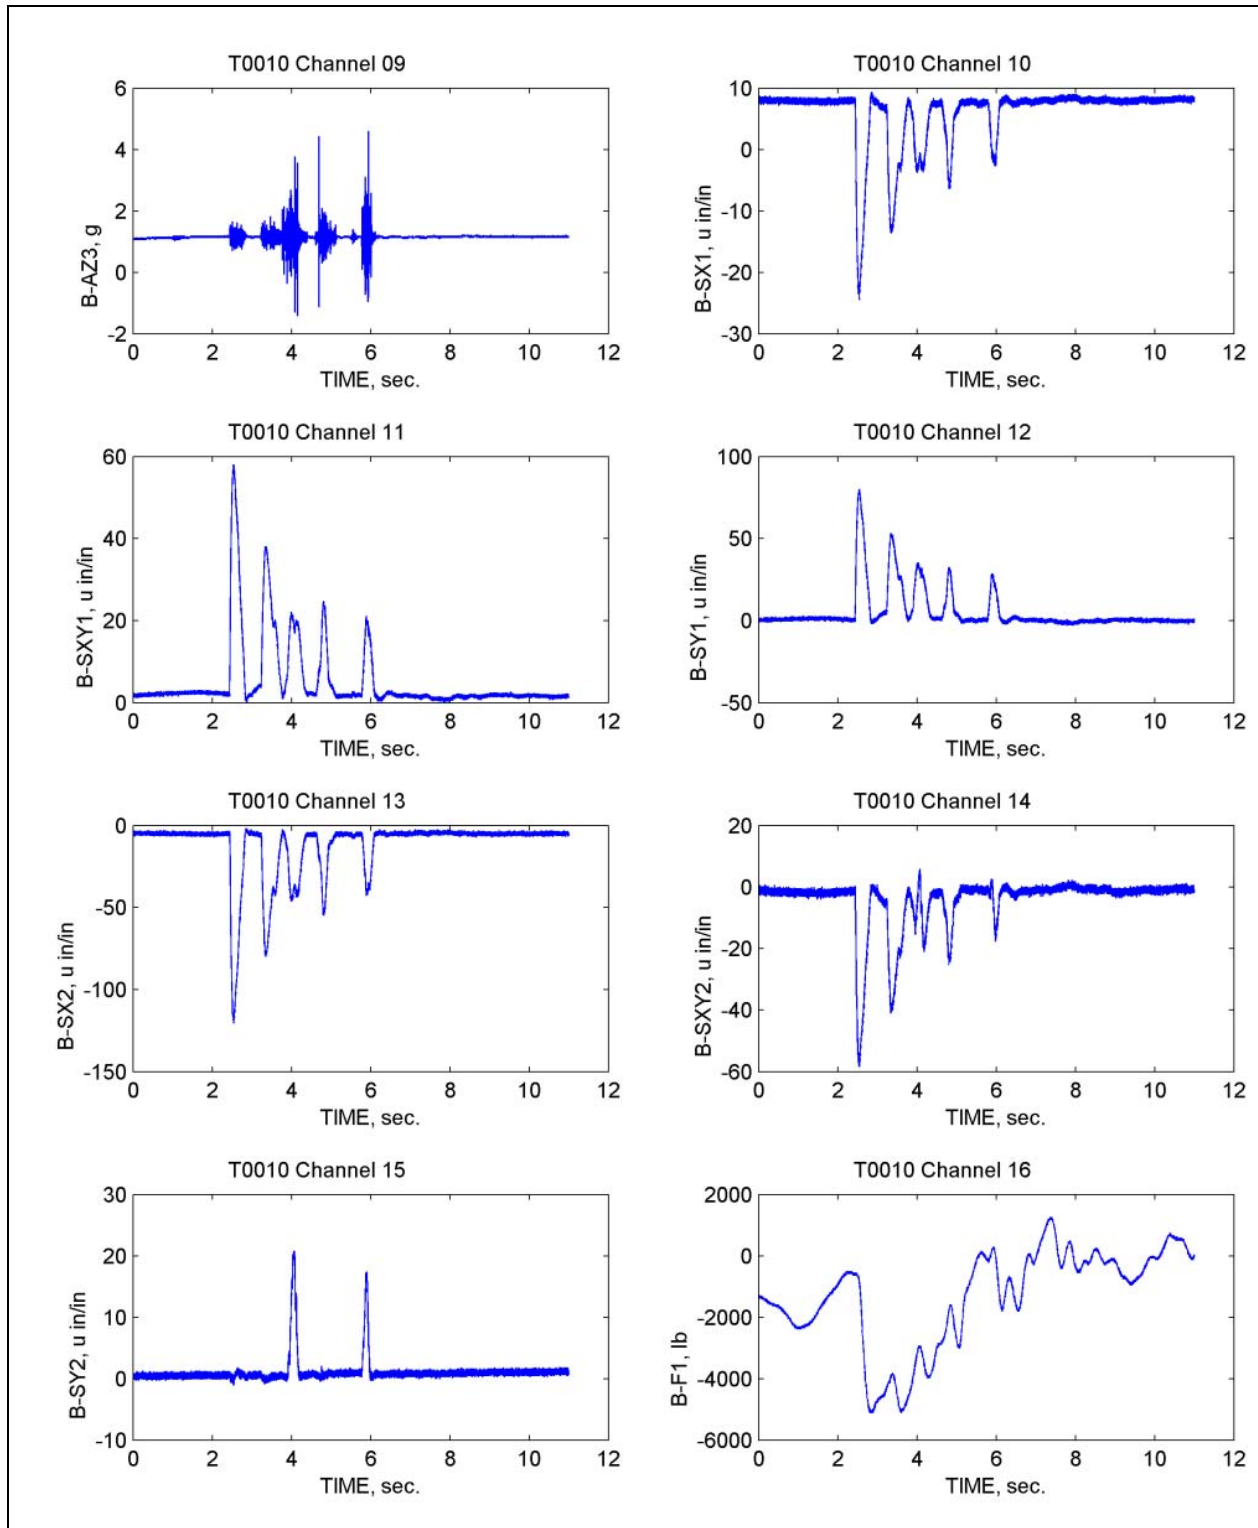 T0010 Channel 09
6
4
2
0
-2
B-AZ3, g
0 2 4 6 8 10 12
TIME, sec.
T0010 Channel 10
10
0
-10
-20
-30
B-SX1, u in/in
0 2 4 6 8 10 12
TIME, sec.
T0010 Channel 11
60
40
20
0
B-SXY1, u in/in
0 2 4 6 8 10 12
TIME, sec.
T0010 Channel 12
100
50
0
-50
B-SY1, u in/in
0 2 4 6 8 10 12
TIME, sec.
T0010 Channel 13
0
-50
-100
-150
B-SX2, u in/in
0 2 4 6 8 10 12
TIME, sec.
T0010 Channel 14
20
0
-20
-40
-60
B-SXY2, u in/in
0 2 4 6 8 10 12
TIME, sec.
T0010 Channel 15
30
20
10
0
-10
B-SY2, u in/in
0 2 4 6 8 10 12
TIME, sec.
T0010 Channel 16
2000
0
-2000
-4000
-6000
B-F1, lb
0 2 4 6 8 10 12
TIME, sec.